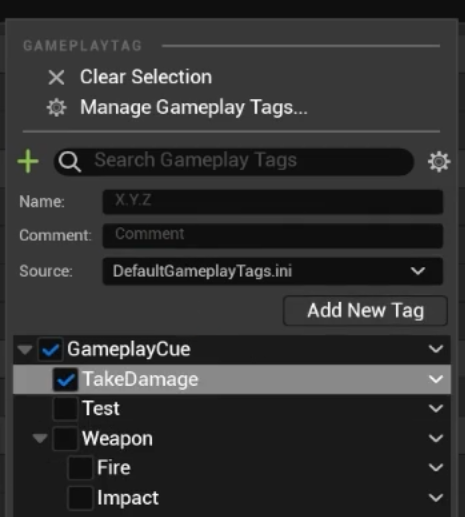 GAMEPLAYTAG
Clear Selection
Manage Gameplay Tags...
Search Gameplay Tags
Name: X.Y.Z
Comment: Comment
Source: DefaultGameplayTags.ini
Add New Tag
GameplayCue
TakeDamage
Test
Weapon
Fire
Impact